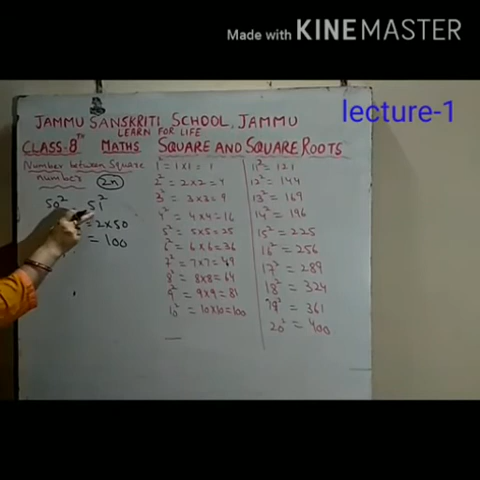 Made with KINEMASTER
lecture-1
JAMMU SANSKRITI SCHOOL, JAMMU
LEARN FOR LIFE
CLASS-8TH MATHS SQUARE AND SQUARE ROOTS
Number between Square
number 2n
50² - 51²
= 2×50
= 100
1² = 1×1 = 1
2² = 2×2 = 4
3² = 3×3 = 9
4² = 4×4 = 16
5² = 5×5 = 25
6² = 6×6 = 36
7² = 7×7 = 49
8² = 8×8 = 64
9² = 9×9 = 81
10² = 10×10 = 100
11² = 121
12² = 144
13² = 169
14² = 196
15² = 225
16² = 256
17² = 289
18² = 324
19² = 361
20² = 400